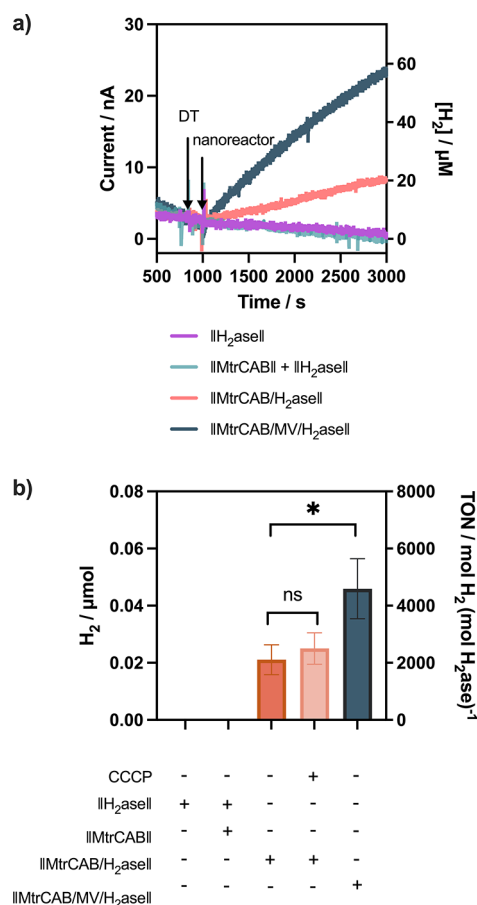 a)
Current / nA
30
20
10
0
DT
nanoreactor
60
40
20
0
[H₂] / µM
500 1000 1500 2000 2500 3000
Time / s
‖H₂ase‖
‖MtrCAB‖ + ‖H₂ase‖
‖MtrCAB/H₂ase‖
‖MtrCAB/MV/H₂ase‖
b)
H₂ / µmol
0.08
0.06
0.04
0.02
0.00
*
ns
8000
6000
4000
2000
0
TON / mol H₂ (mol H₂ase)⁻¹
CCCP - - - + -
‖H₂ase‖ + + - - -
‖MtrCAB‖ - + - - -
‖MtrCAB/H₂ase‖ - - + + -
‖MtrCAB/MV/H₂ase‖ - - - - +